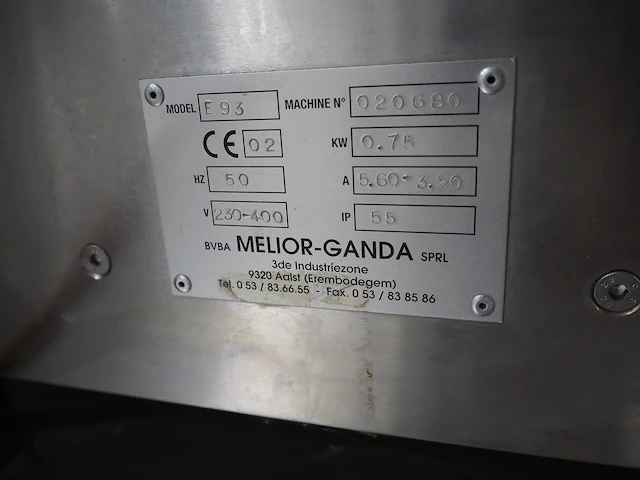 MODEL E 93 MACHINE N° 020680
CE 02 KW 0.75
HZ 50 A 5.60-3.20
V 230-400 IP 55
BVBA MELIOR-GANDA SPRL
3de Industriezone
9320 Aalst (Erembodegem)
Tel. 0 53 / 83.66.55 - Fax. 0 53 / 83 85 86